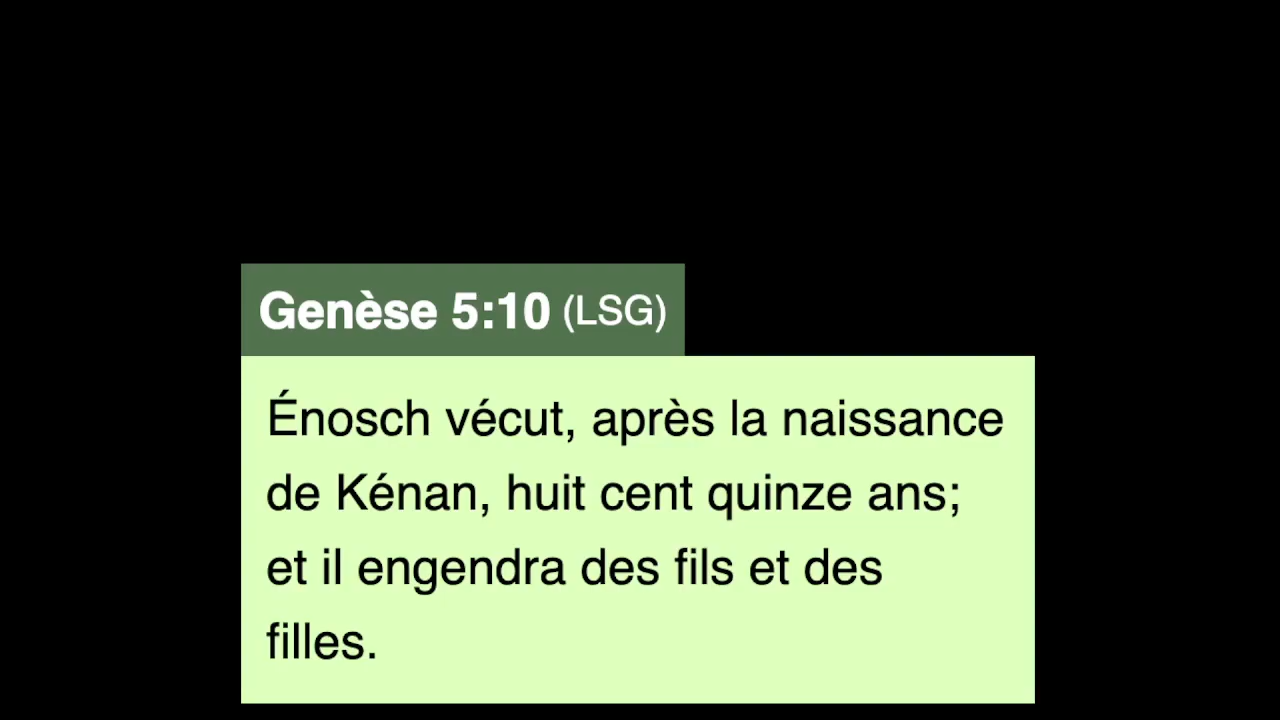 Genèse 5:10 (LSG)
Énosch vécut, après la naissance
de Kénan, huit cent quinze ans;
et il engendra des fils et des
filles.